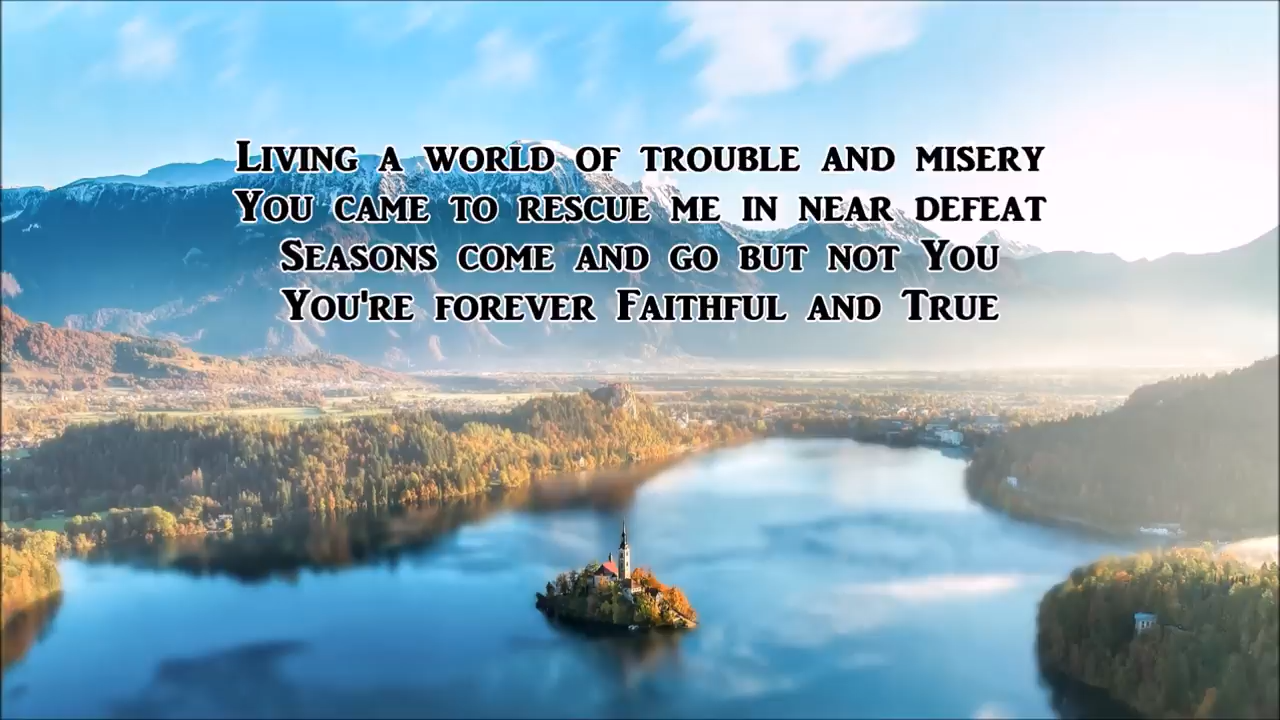 Living a world of trouble and misery
You came to rescue me in near defeat
Seasons come and go but not You
You're forever Faithful and True